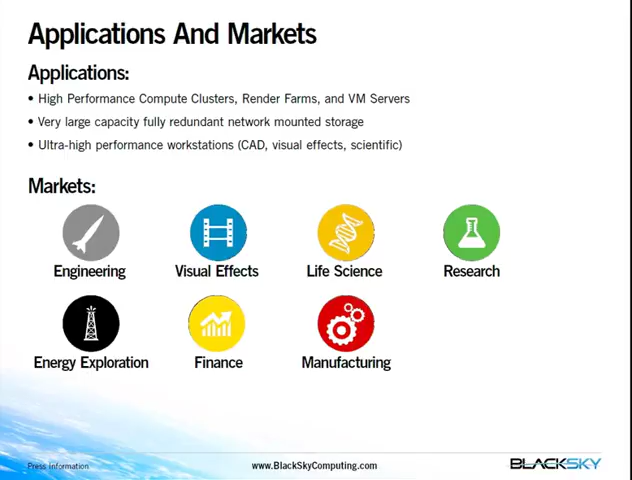 Applications And Markets
Applications:
• High Performance Compute Clusters, Render Farms, and VM Servers
• Very large capacity fully redundant network mounted storage
• Ultra-high performance workstations (CAD, visual effects, scientific)
Markets:
Engineering Visual Effects Life Science Research
Energy Exploration Finance Manufacturing
Press Information www.BlackSkyComputing.com BLACKSKY